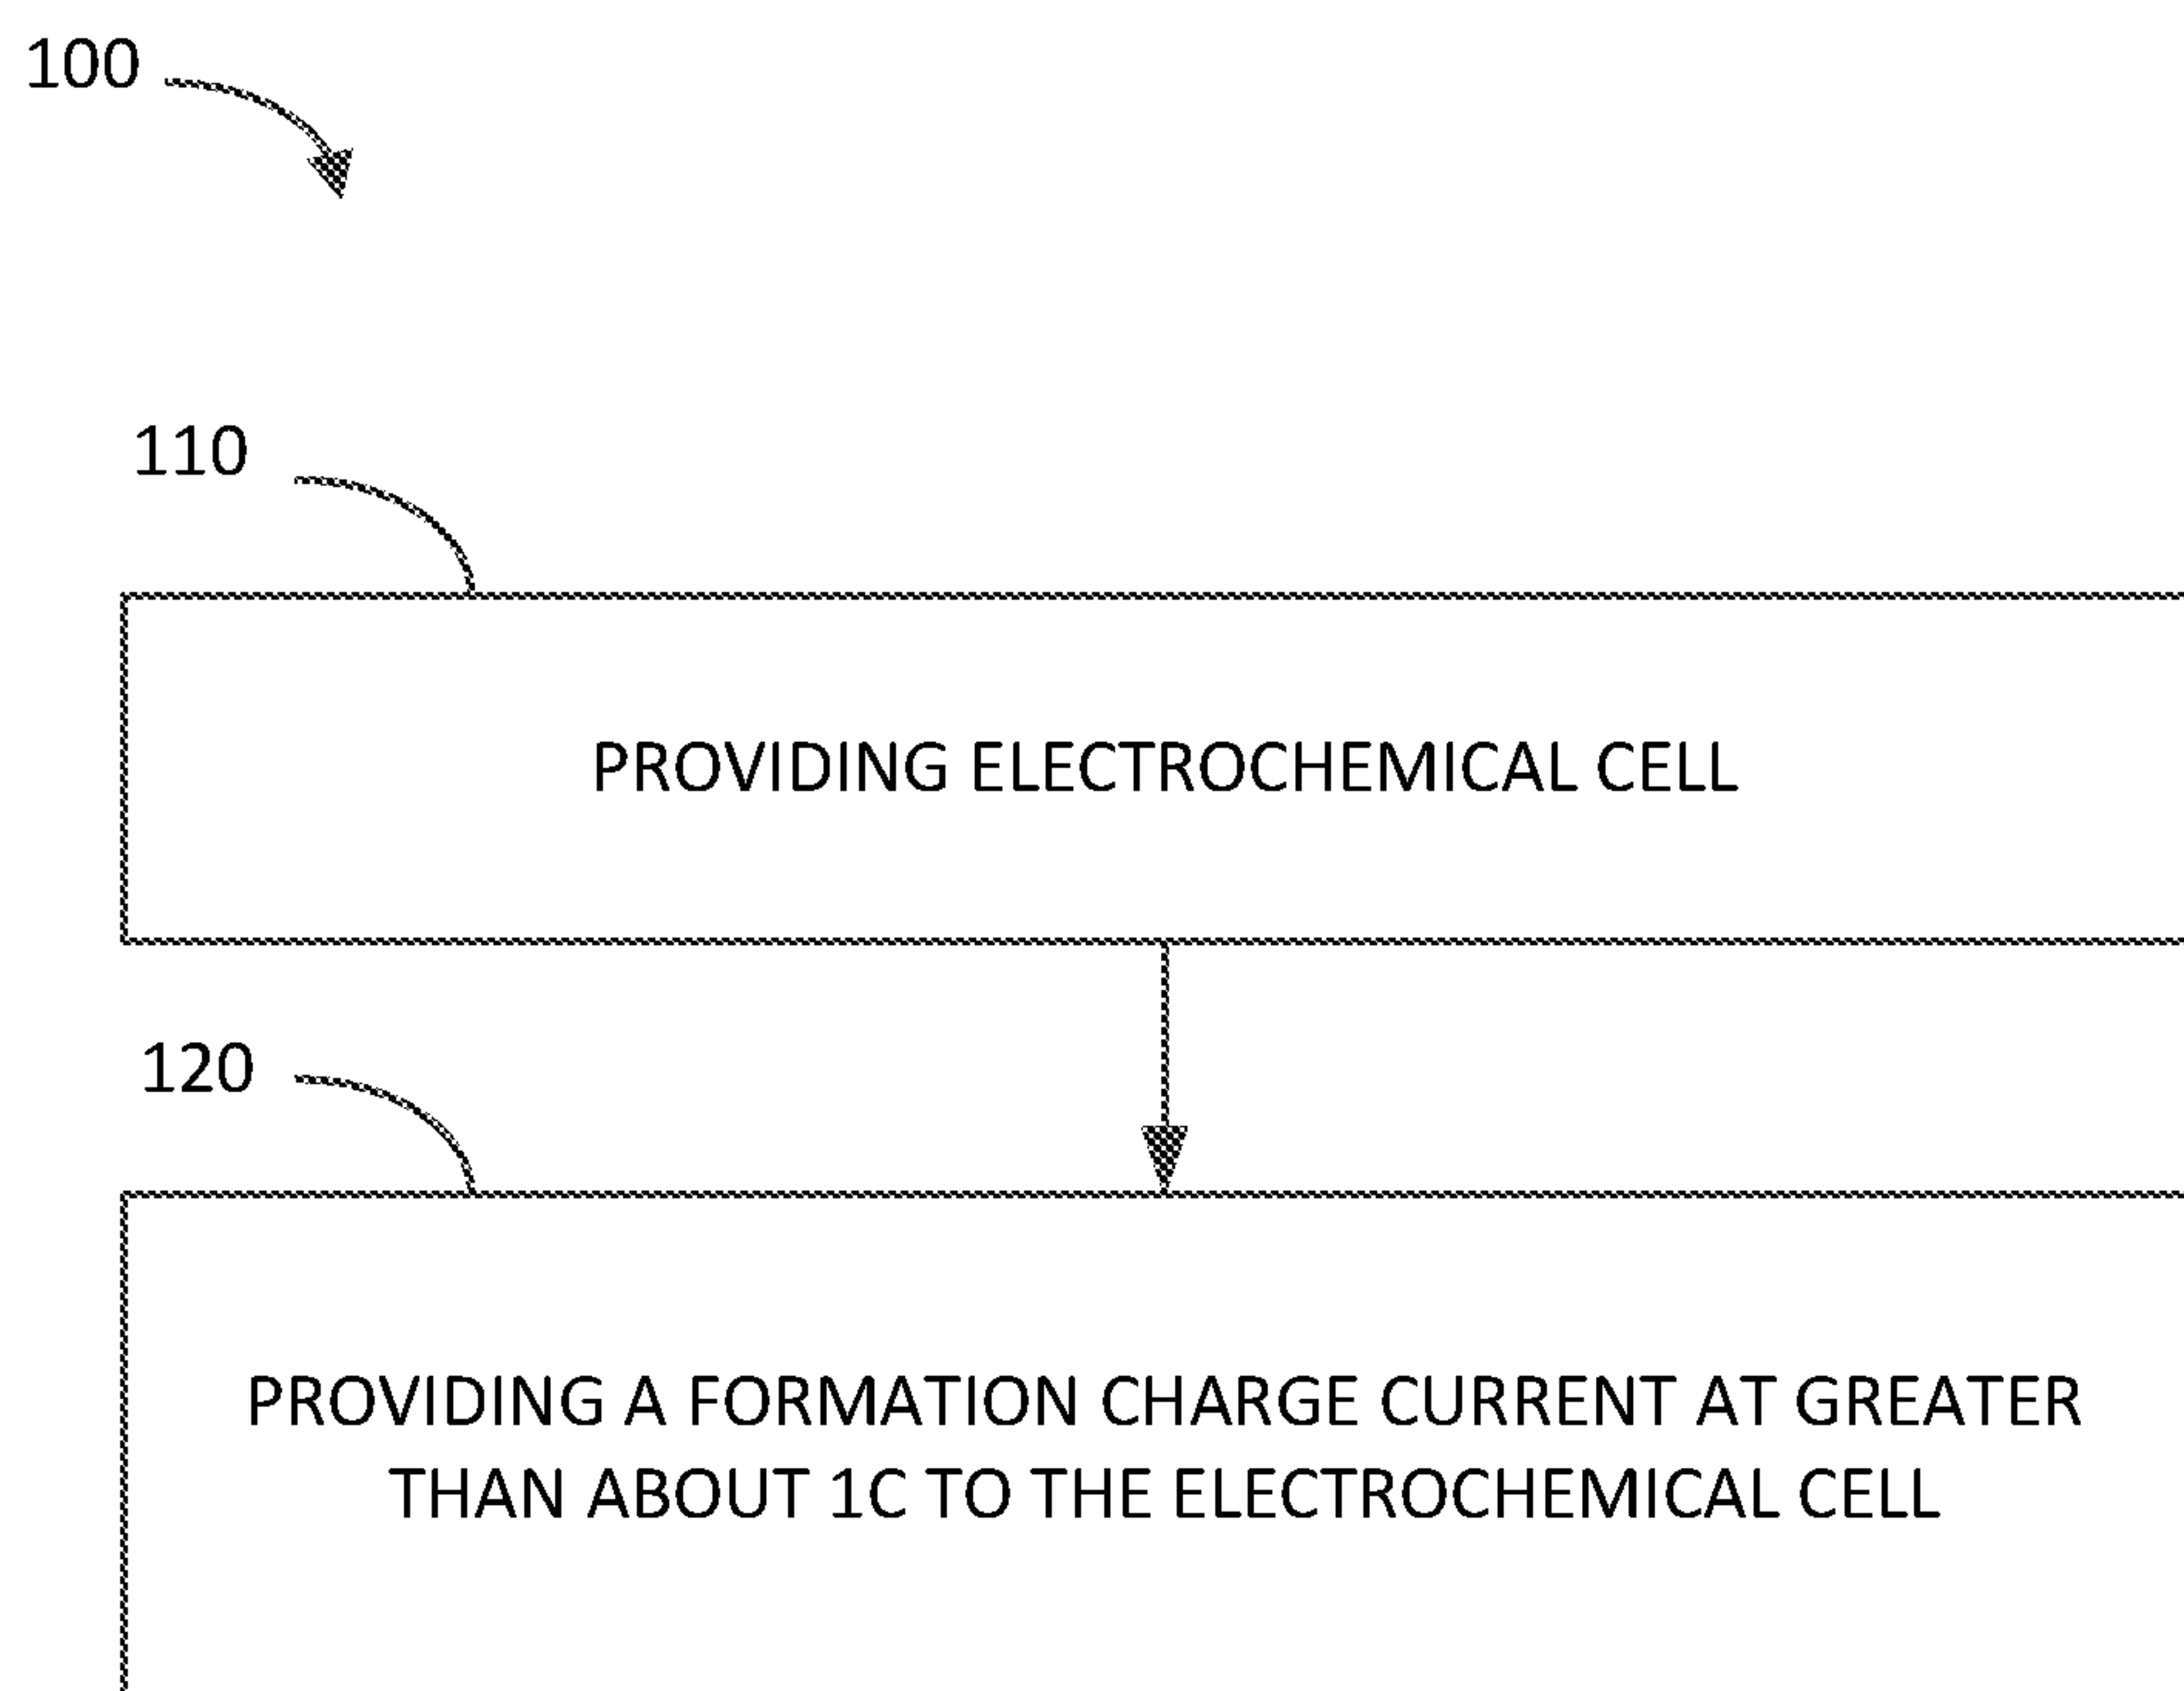 100
110
PROVIDING ELECTROCHEMICAL CELL
120
PROVIDING A FORMATION CHARGE CURRENT AT GREATER
THAN ABOUT 1C TO THE ELECTROCHEMICAL CELL